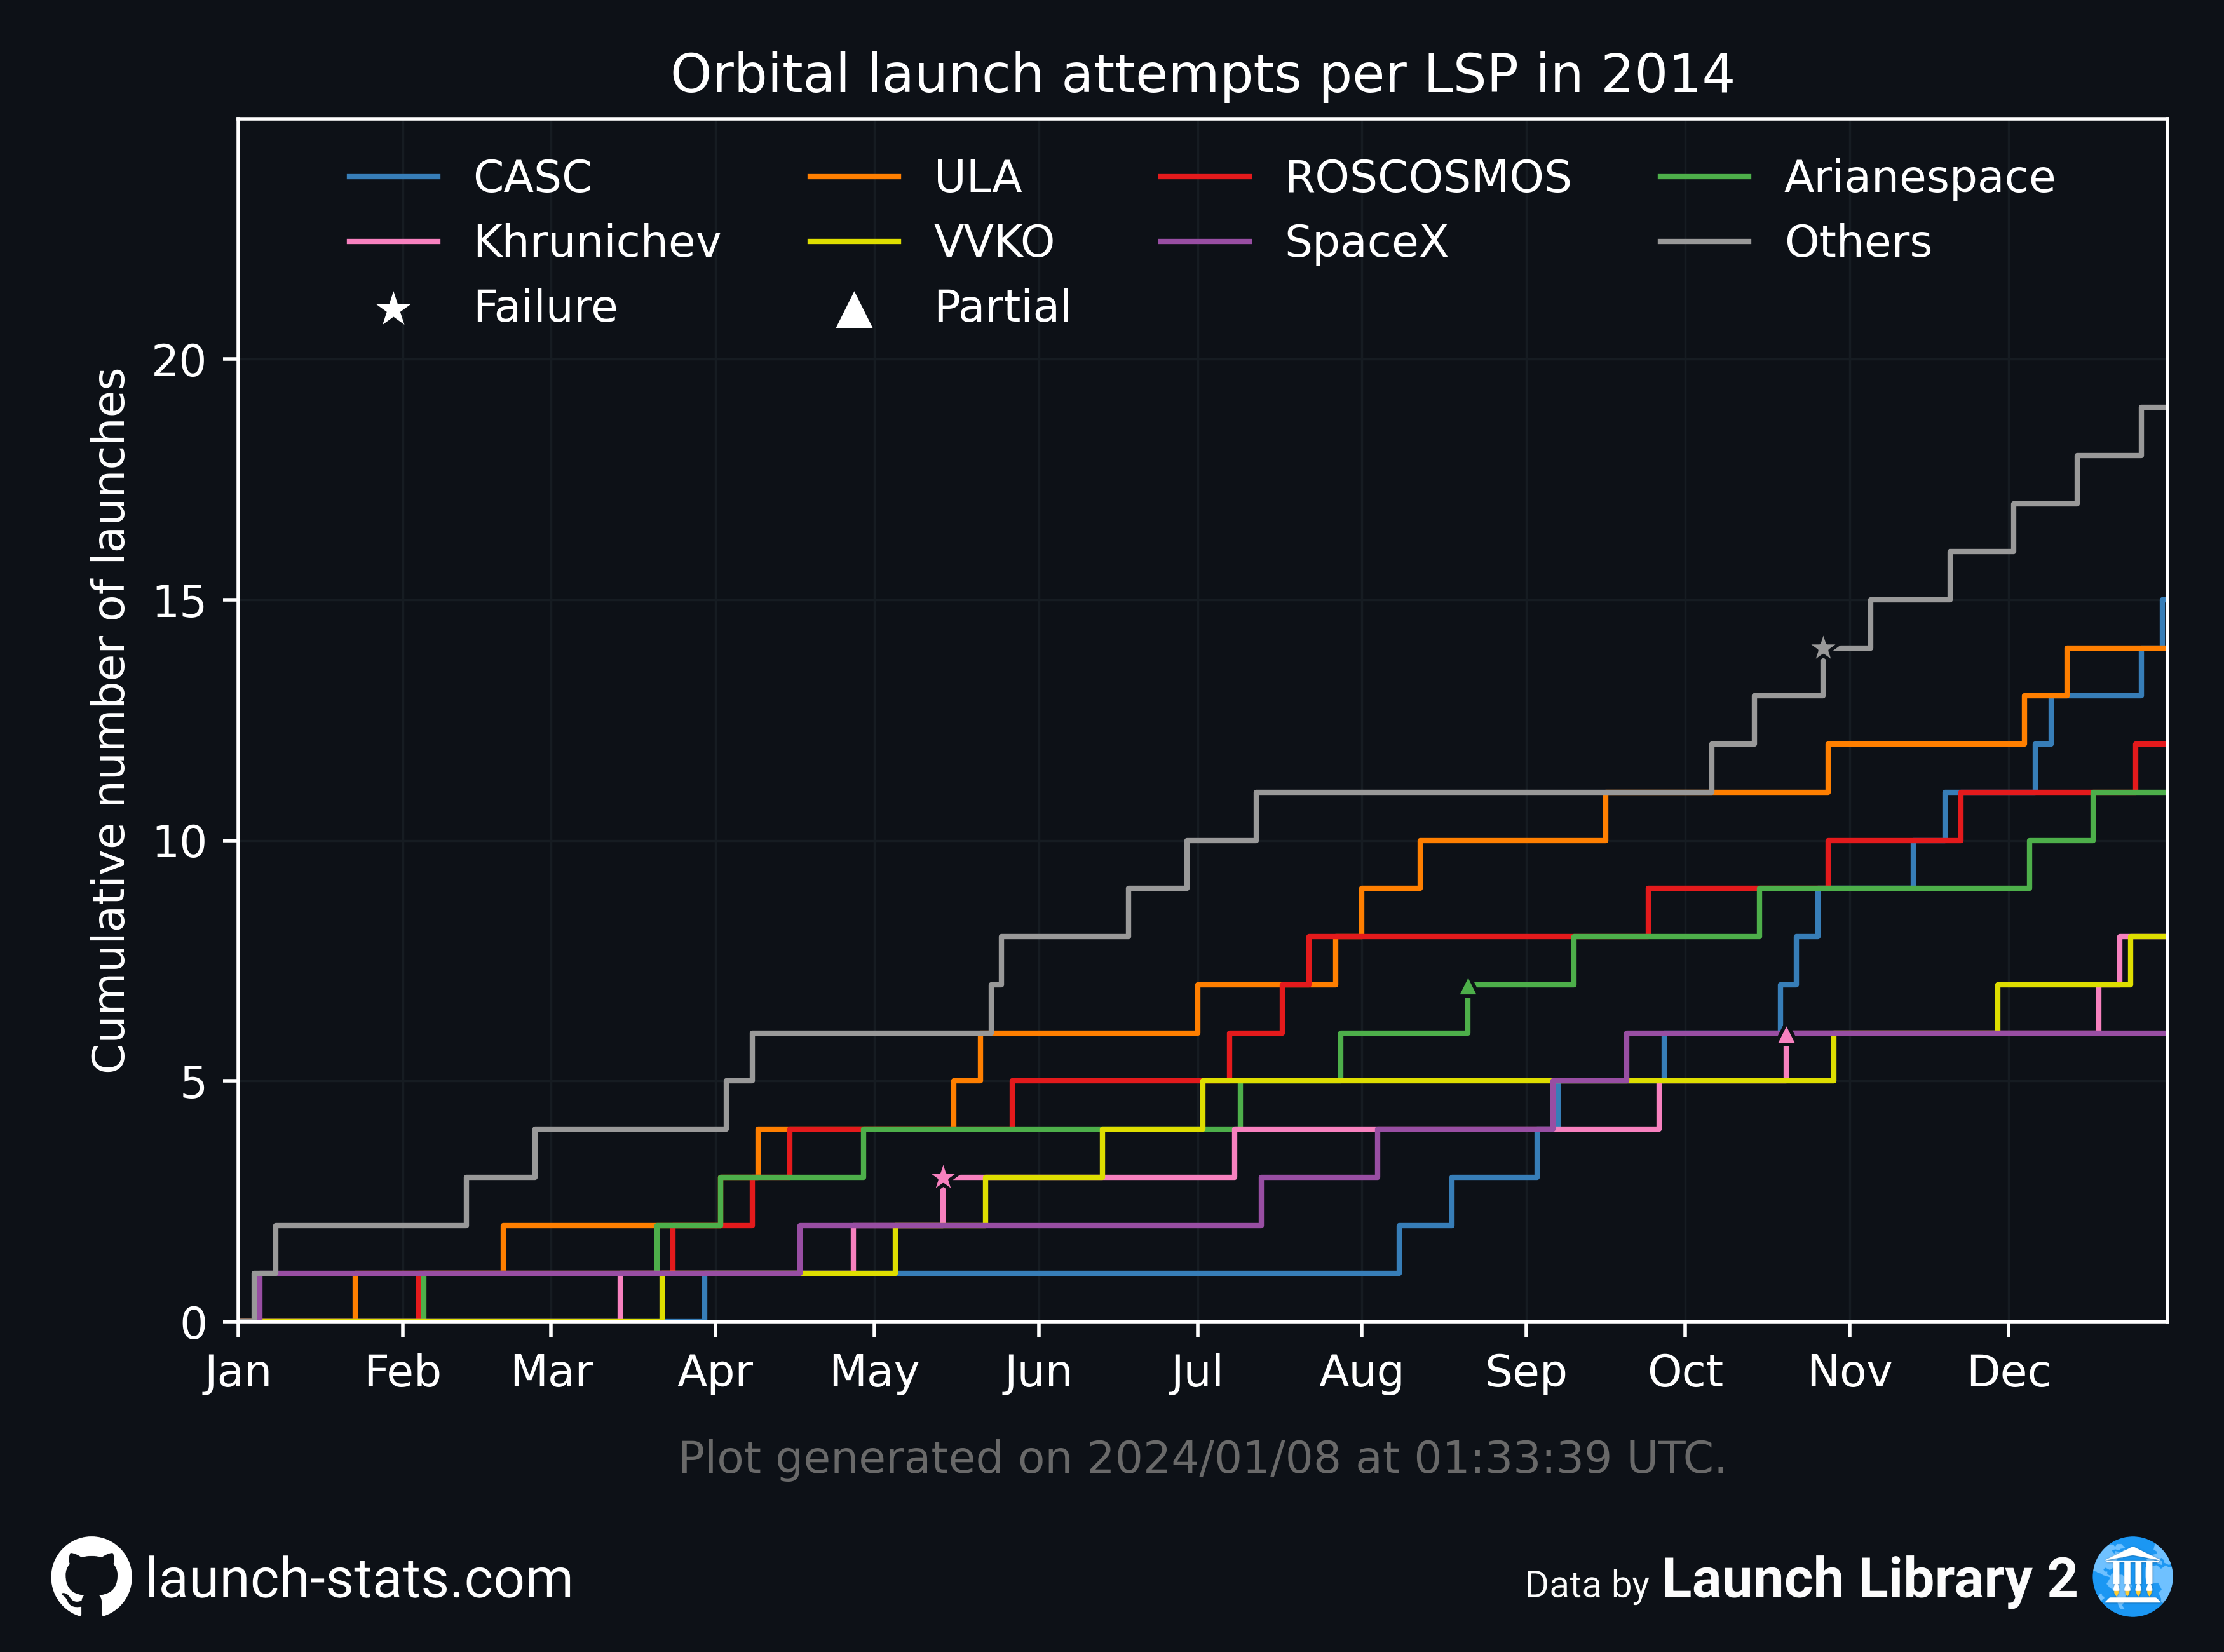 Orbital launch attempts per LSP in 2014
CASC ULA ROSCOSMOS Arianespace
Khrunichev VVKO SpaceX Others
Failure Partial
Cumulative number of launches
20
15
10
5
0
Jan Feb Mar Apr May Jun Jul Aug Sep Oct Nov Dec
Plot generated on 2024/01/08 at 01:33:39 UTC.
launch-stats.com
Data by Launch Library 2